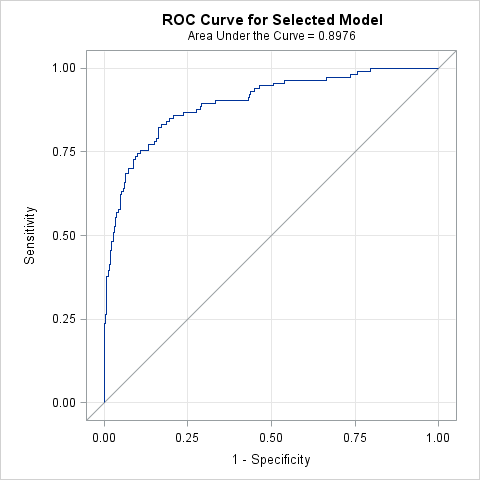 ROC Curve for Selected Model
Area Under the Curve = 0.8976
1.00
0.75
0.50
0.25
0.00
Sensitivity
0.00 0.25 0.50 0.75 1.00
1 - Specificity